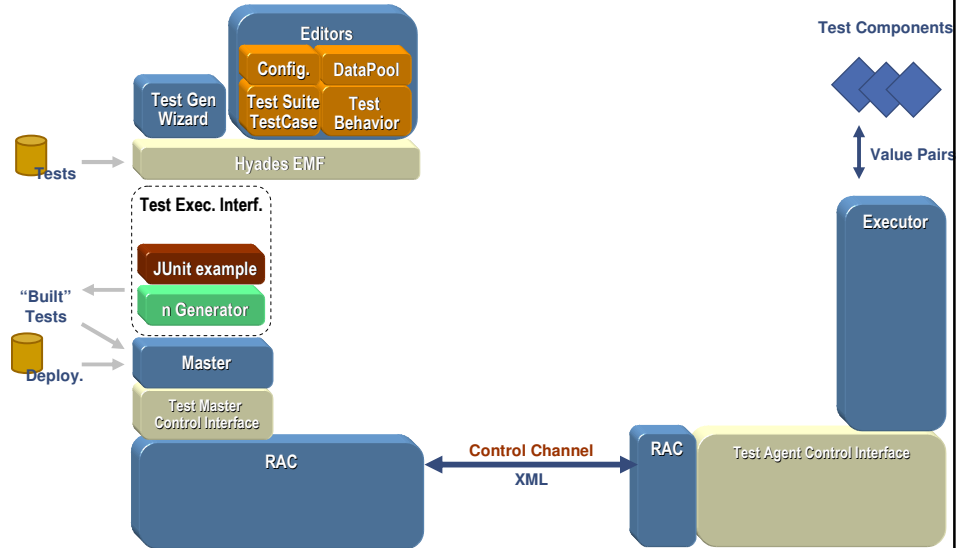 Editors
Config.
DataPool
Test Suite
TestCase
Test
Behavior
Test Gen
Wizard
Hyades EMF
Tests
Test Exec. Interf.
JUnit example
n Generator
“Built”
Tests
Deploy.
Master
Test Master
Control Interface
RAC
Control Channel
XML
Test Components
Value Pairs
Executor
RAC
Test Agent Control Interface